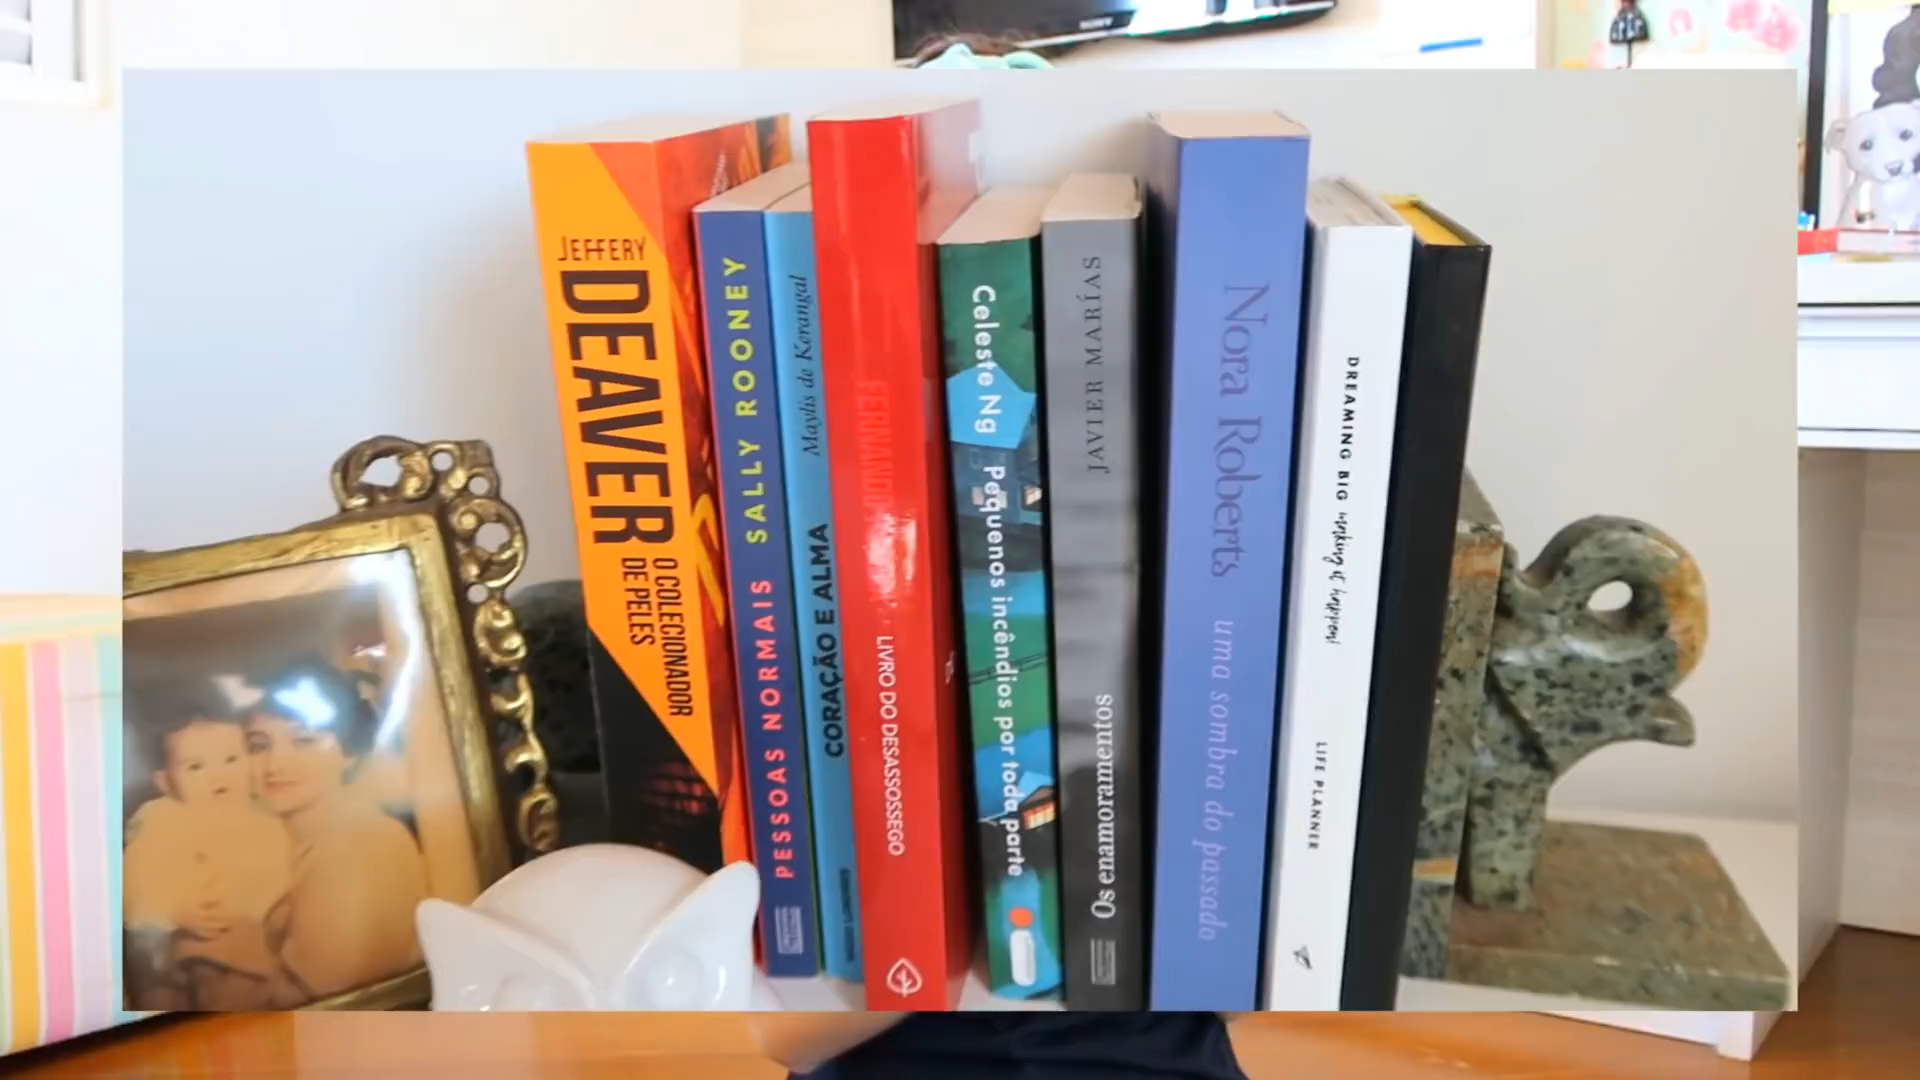 SONY
JEFFERY
DEAVER
O COLECIONADOR
DE PELES
PESSOAS NORMAIS SALLY ROONEY
CORAÇÃO E ALMA Maylis de Kerangal
FERNANDO
LIVRO DO DESASSOSSEGO
Celeste Ng Pequenos incêndios por toda parte
Os enamoramentos JAVIER MARÍAS
Nora Roberts uma sombra do passado
DREAMING BIG making it happen!
LIFE PLANNER